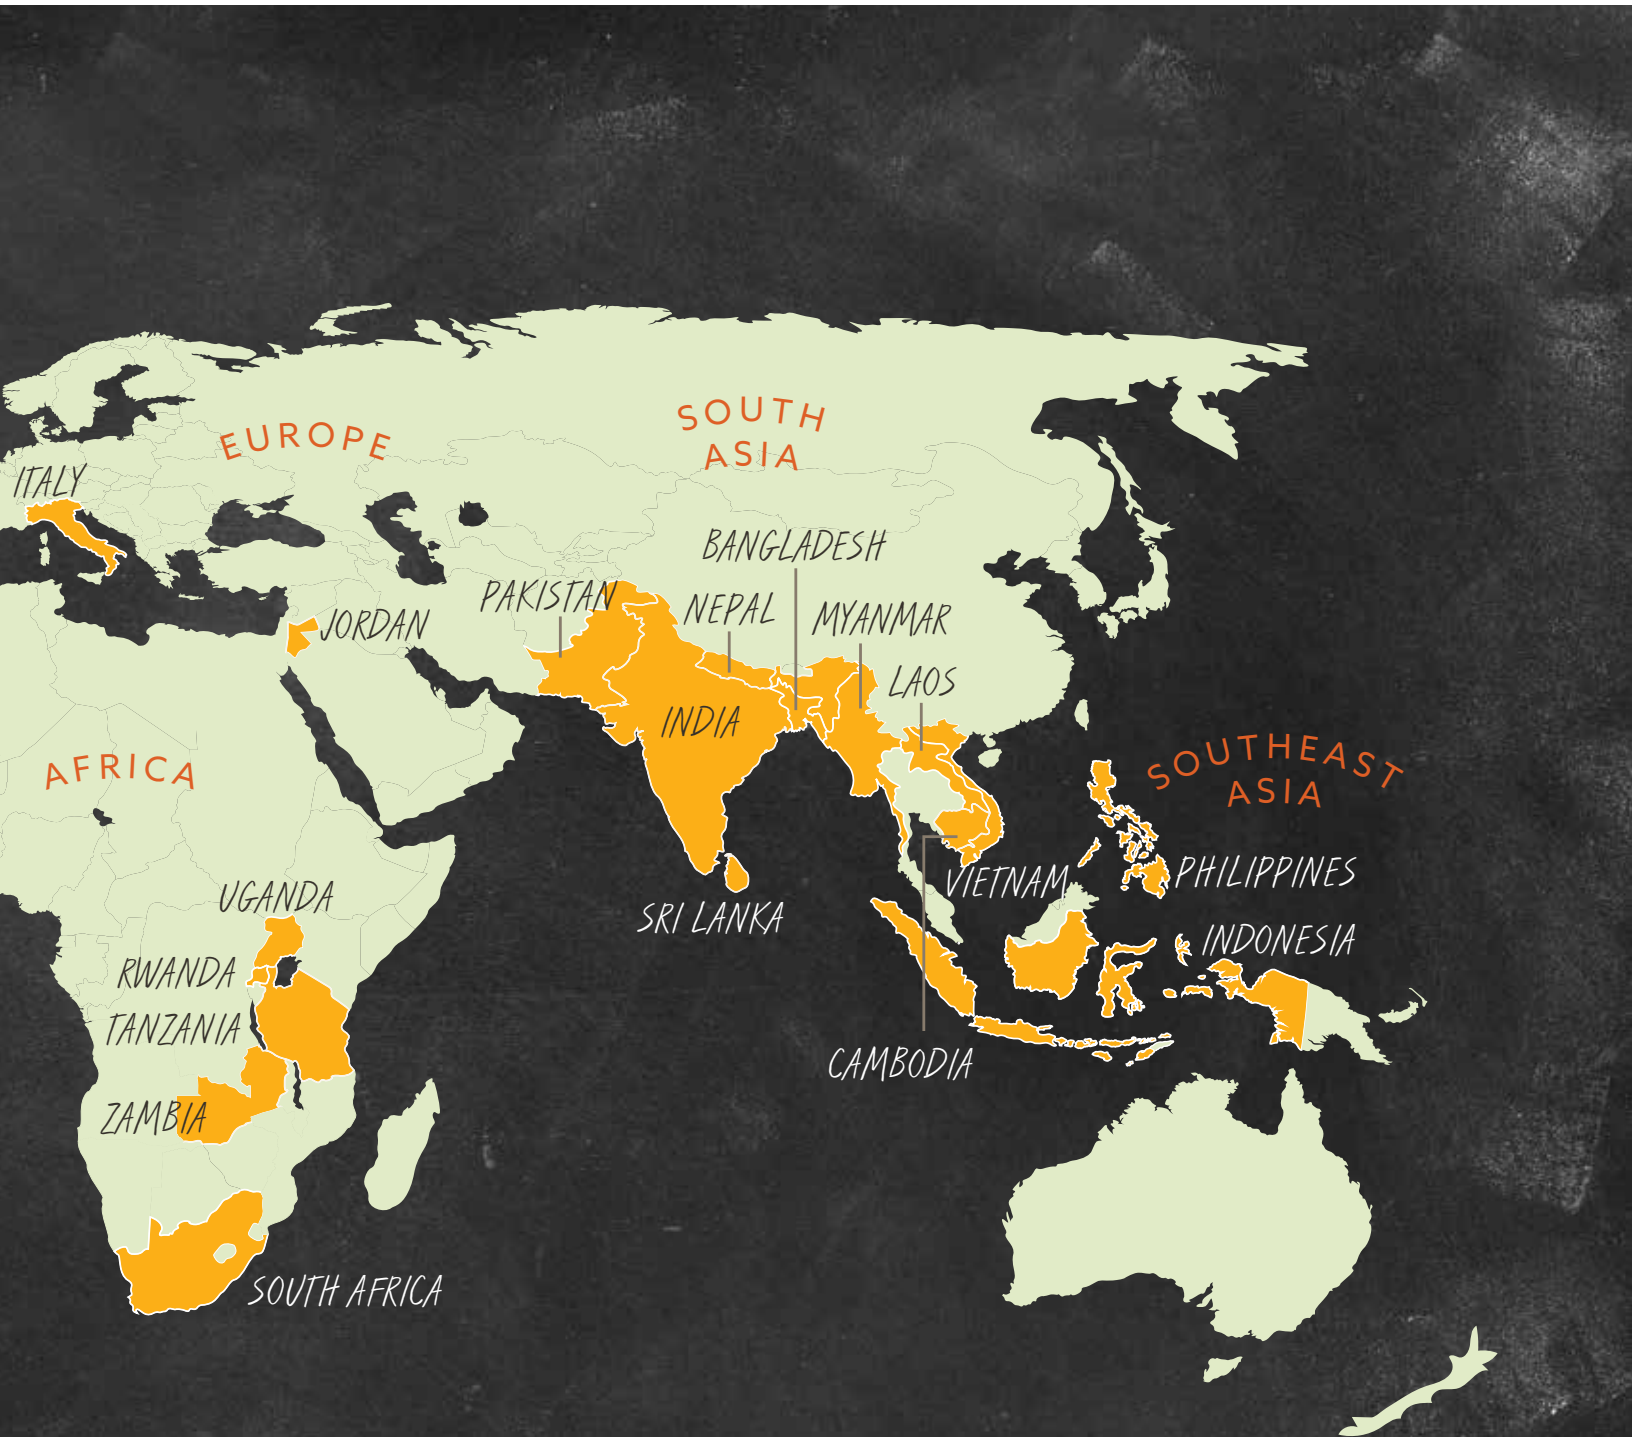 SOUTH
ASIA
EUROPE
ITALY
BANGLADESH
PAKISTAN
NEPAL
MYANMAR
JORDAN
LAOS
INDIA
AFRICA
SOUTHEAST
ASIA
UGANDA
SRI LANKA
VIETNAM
PHILIPPINES
RWANDA
INDONESIA
TANZANIA
CAMBODIA
ZAMBIA
SOUTH AFRICA